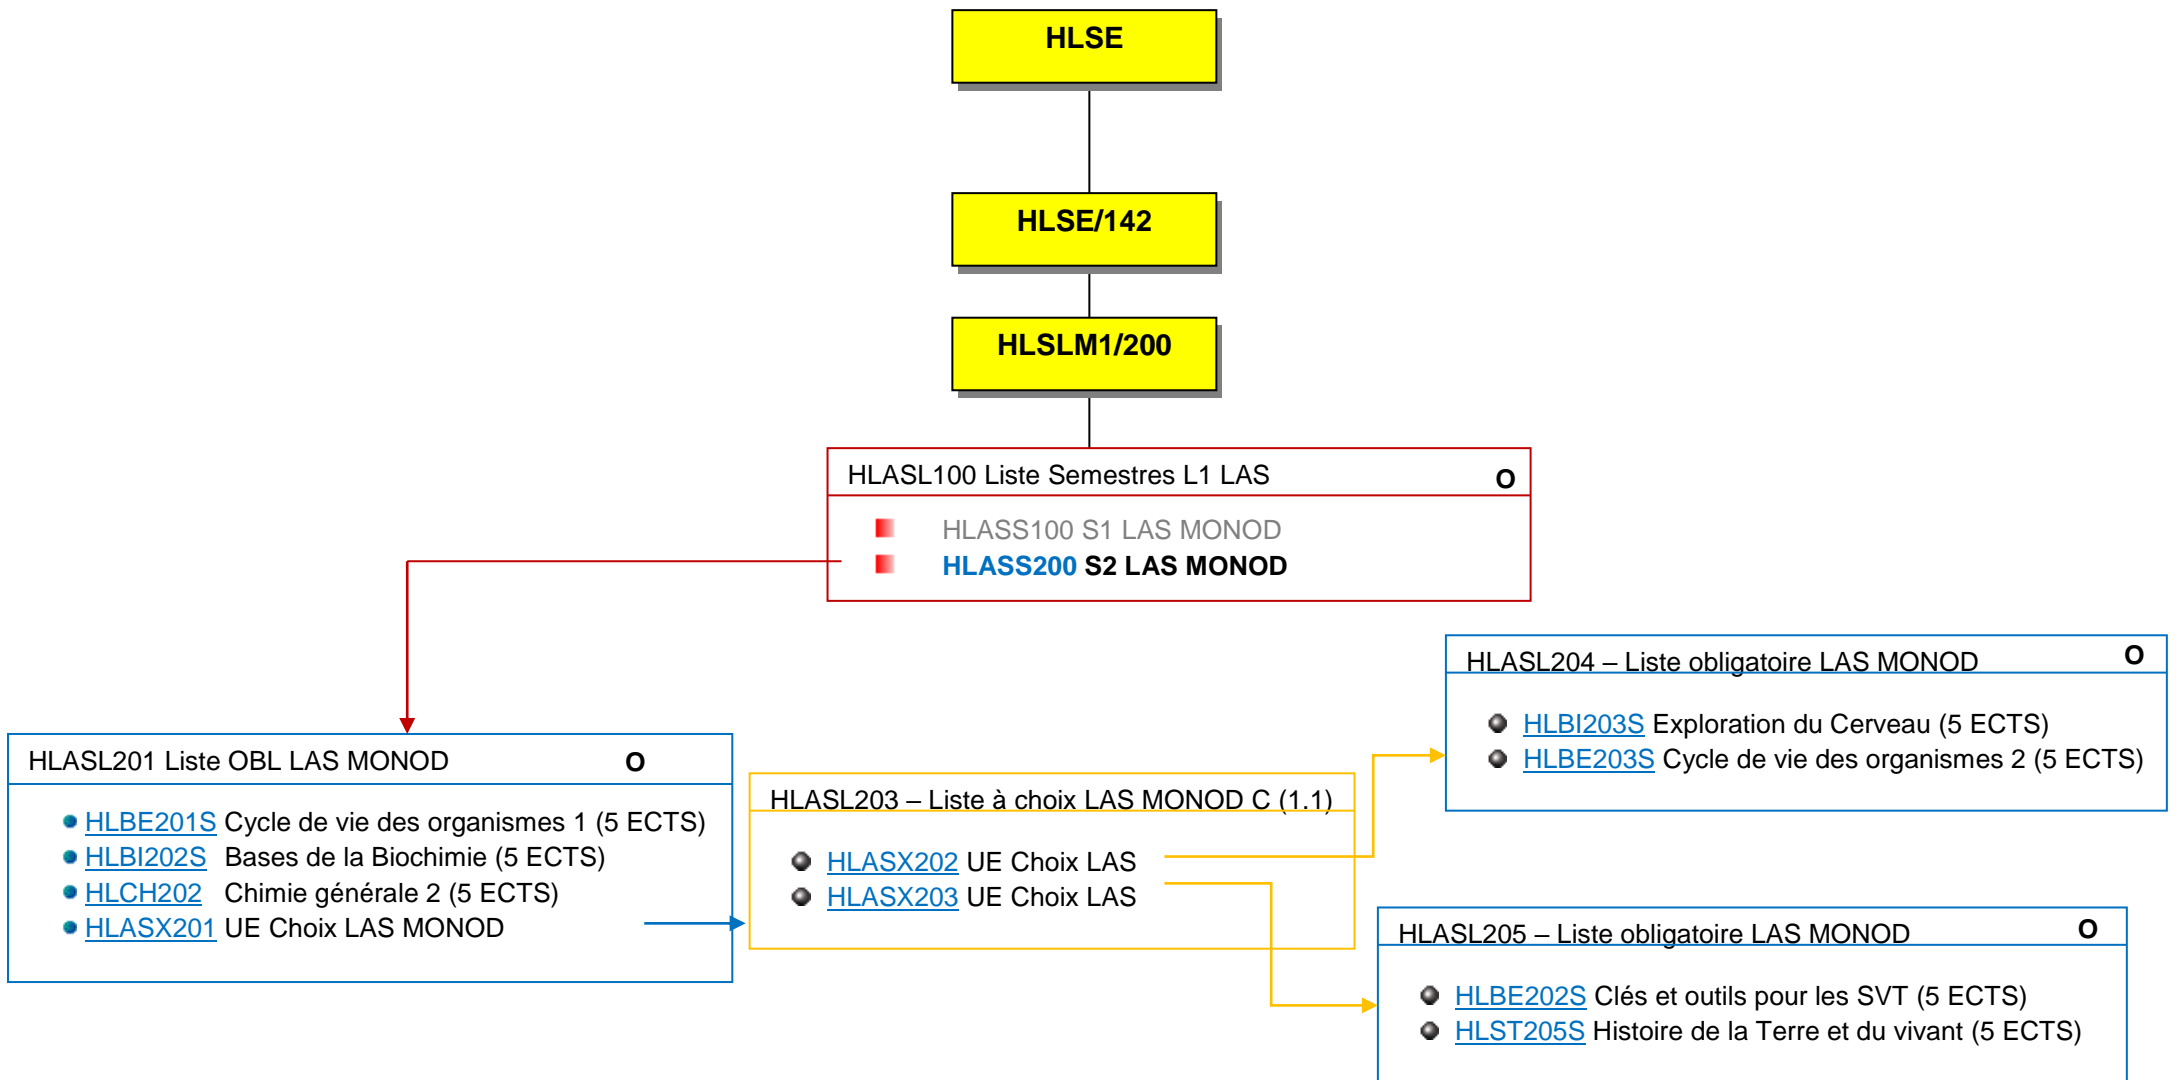 HLSE
HLSE/142
HLSLM1/200
HLASL100 Liste Semestres L1 LAS O
HLASS100 S1 LAS MONOD
HLASS200 S2 LAS MONOD
HLASL201 Liste OBL LAS MONOD O
HLBE201S Cycle de vie des organismes 1 (5 ECTS)
HLBI202S Bases de la Biochimie (5 ECTS)
HLCH202 Chimie générale 2 (5 ECTS)
HLASX201 UE Choix LAS MONOD
HLASL203 – Liste à choix LAS MONOD C (1.1)
HLASX202 UE Choix LAS
HLASX203 UE Choix LAS
HLASL204 – Liste obligatoire LAS MONOD O
HLBI203S Exploration du Cerveau (5 ECTS)
HLBE203S Cycle de vie des organismes 2 (5 ECTS)
HLASL205 – Liste obligatoire LAS MONOD O
HLBE202S Clés et outils pour les SVT (5 ECTS)
HLST205S Histoire de la Terre et du vivant (5 ECTS)